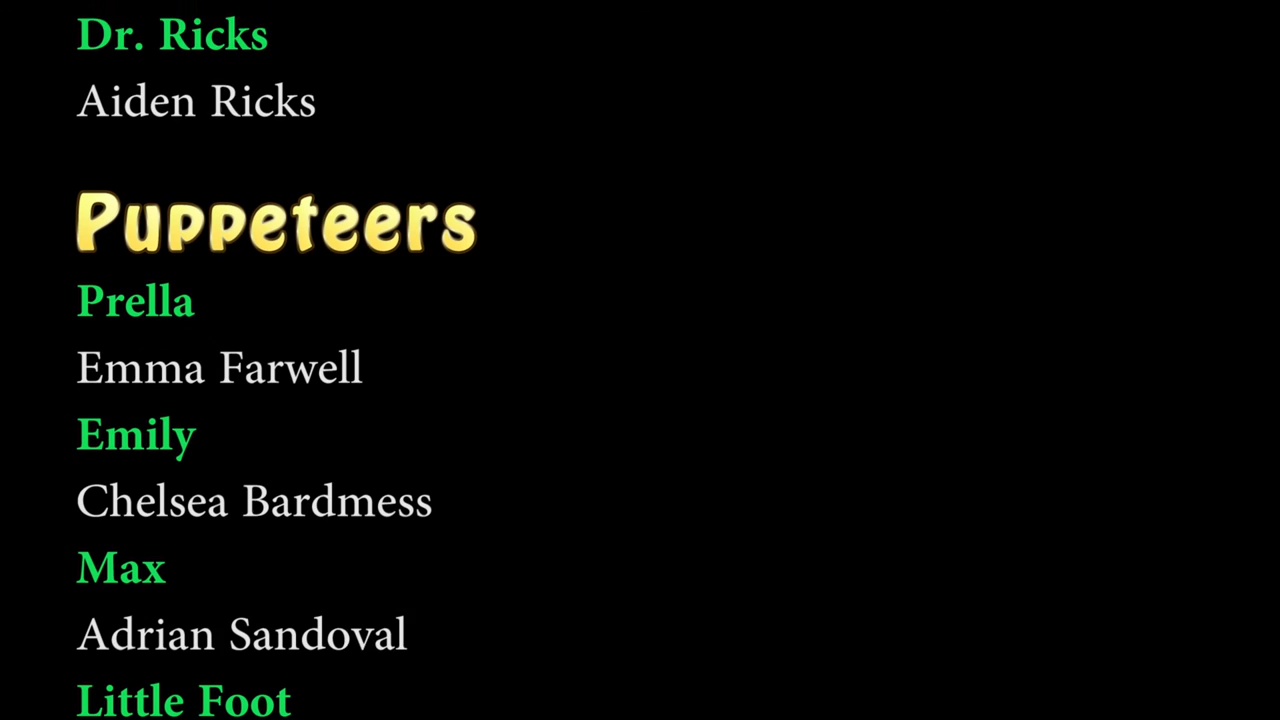 Dr. Ricks
Aiden Ricks
Puppeteers
Prella
Emma Farwell
Emily
Chelsea Bardmess
Max
Adrian Sandoval
Little Foot